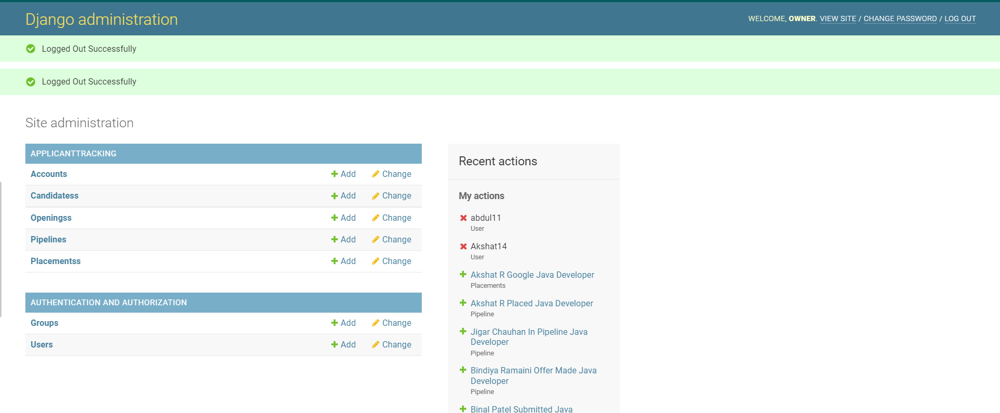 Django administration
WELCOME, OWNER. VIEW SITE / CHANGE PASSWORD / LOG OUT
Logged Out Successfully
Logged Out Successfully
Site administration
APPLICANTTRACKING
Accounts Add Change
Candidatess Add Change
Openingss Add Change
Pipelines Add Change
Placementss Add Change
AUTHENTICATION AND AUTHORIZATION
Groups Add Change
Users Add Change
Recent actions
My actions
abdul11
User
Akshat14
User
Akshat R Google Java Developer
Placements
Akshat R Placed Java Developer
Pipeline
Jigar Chauhan In Pipeline Java
Developer
Pipeline
Bindiya Ramaini Offer Made Java
Developer
Pipeline
Binal Patel Submitted Java